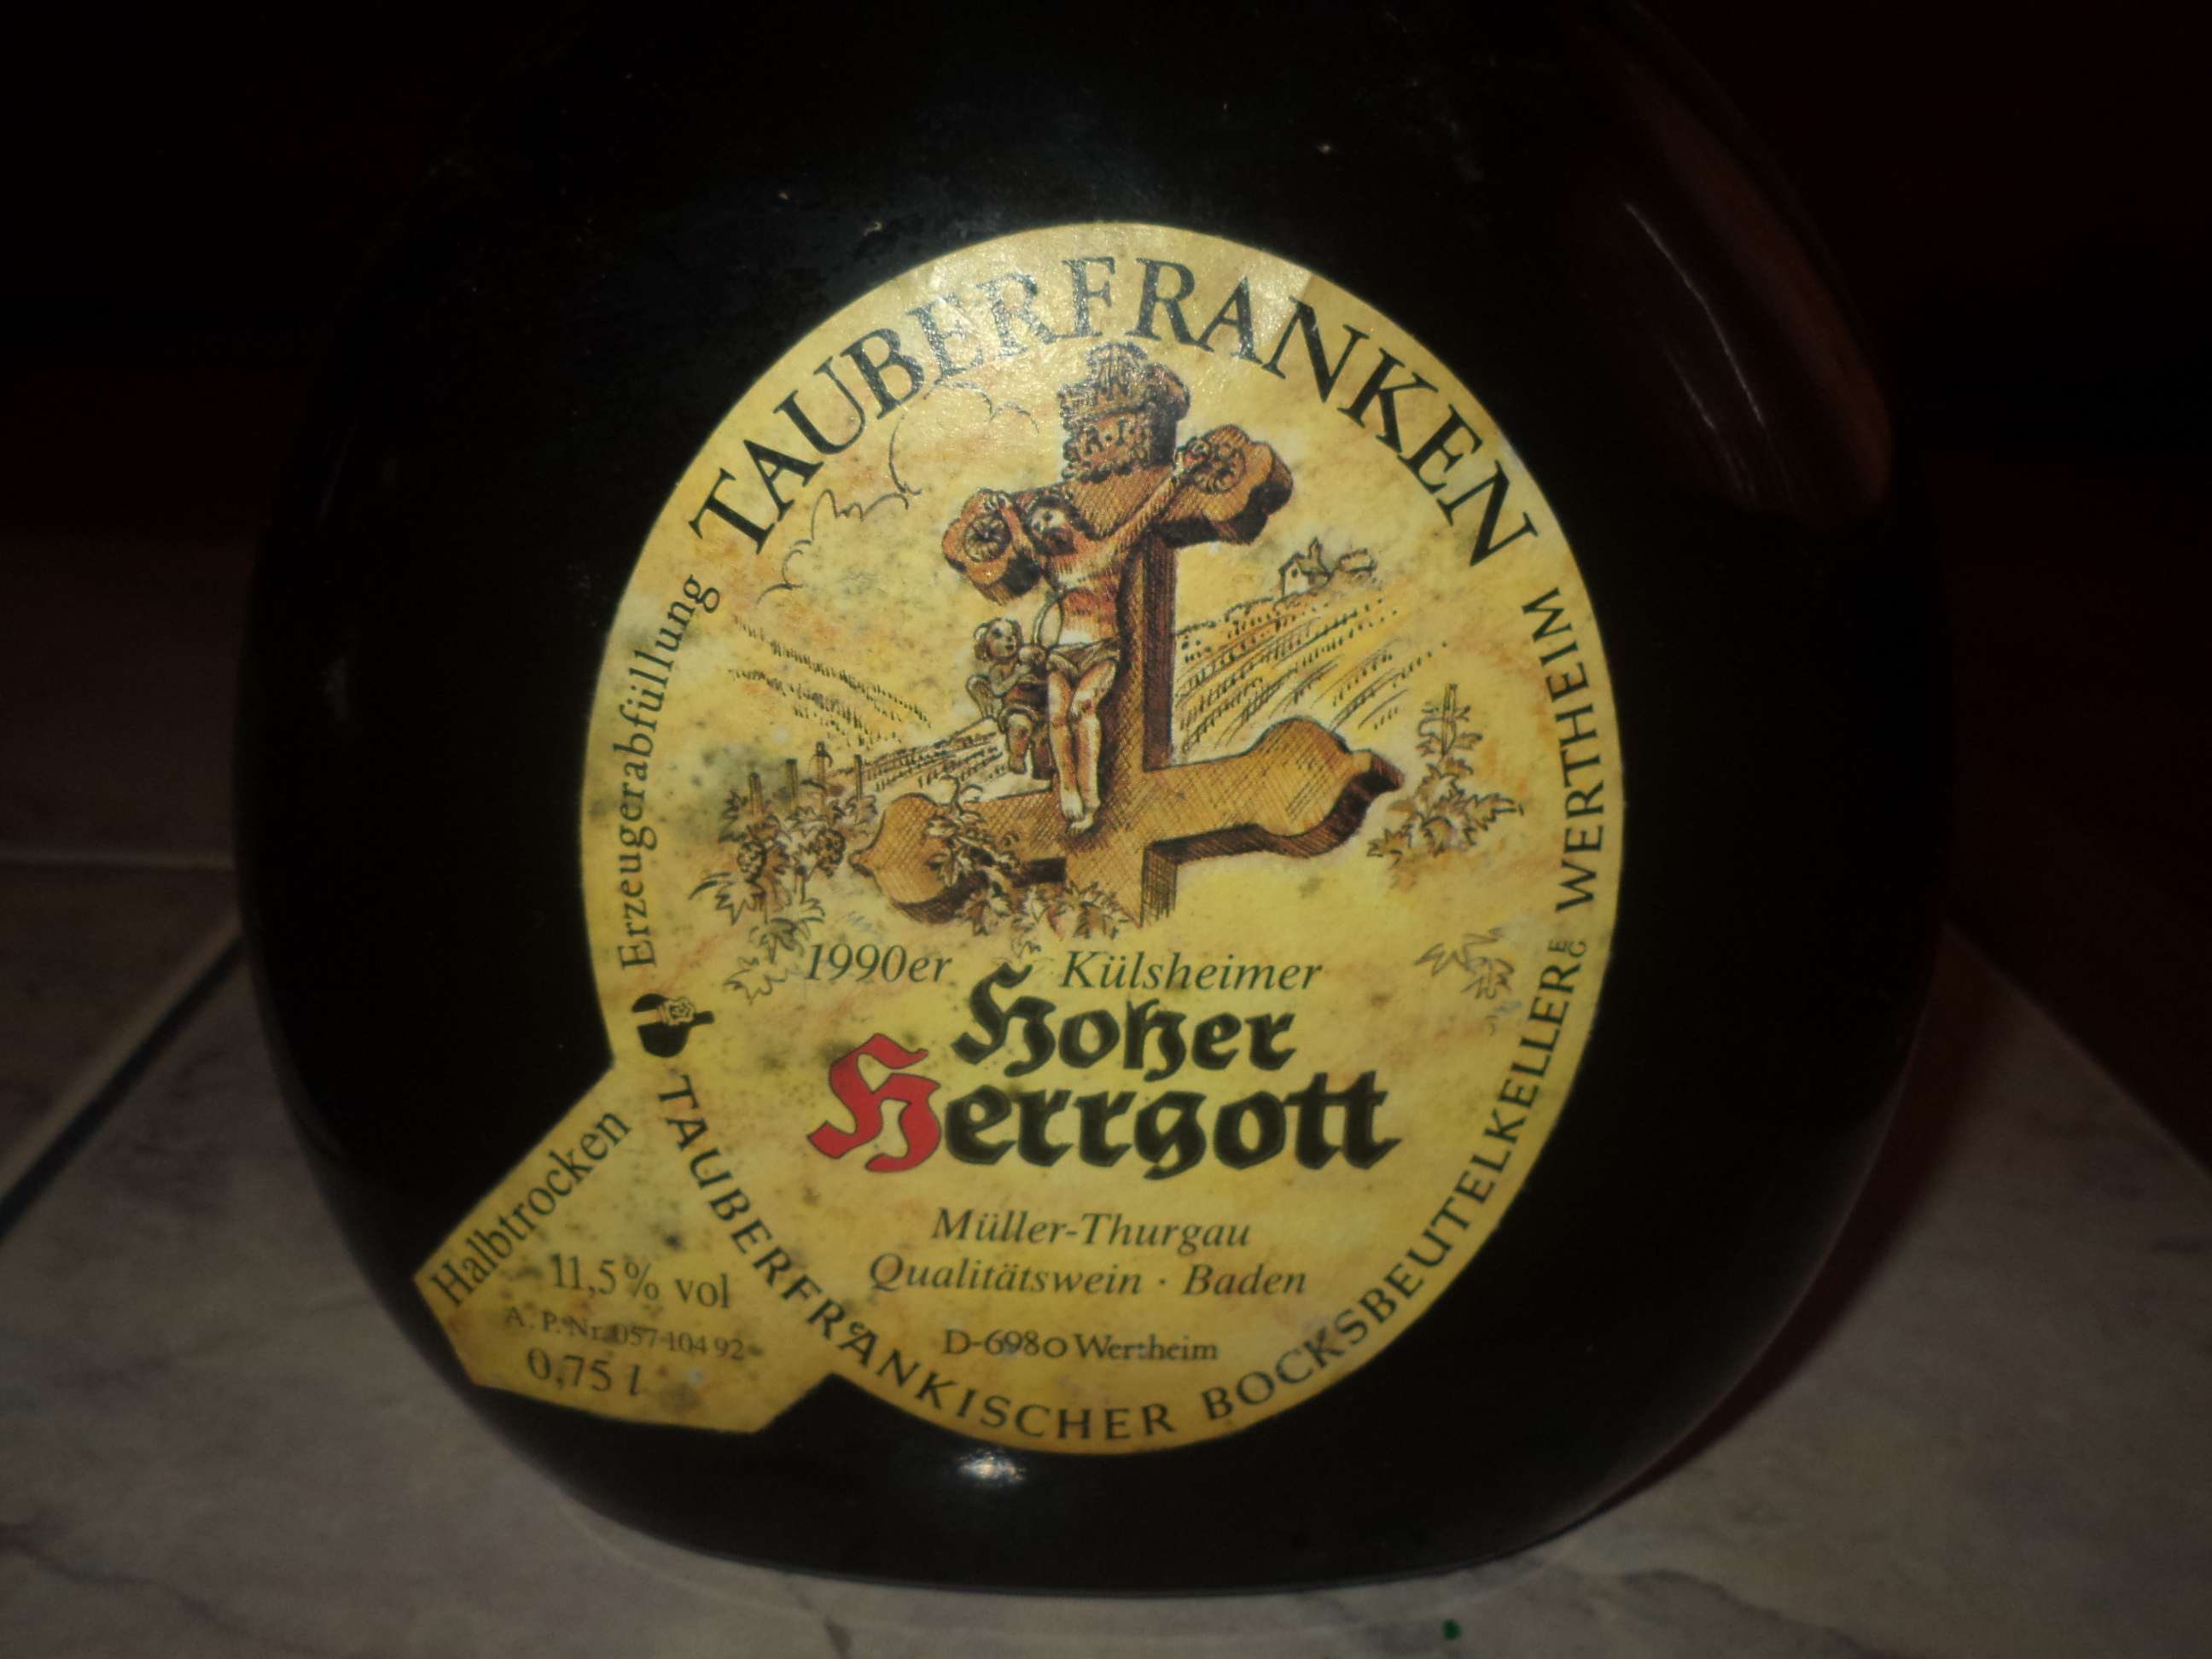 TAUBERFRANKEN
Erzeugerabfüllung
1990er Külsheimer
Hoher
Herrgott
Müller-Thurgau
Qualitätswein · Baden
D-6980 Wertheim
TAUBERFRÄNKISCHER BOCKSBEUTELKELLER EG WERTHEIM
Halbtrocken
11,5% vol
A. P. Nr. 057 104 92
0,75 l